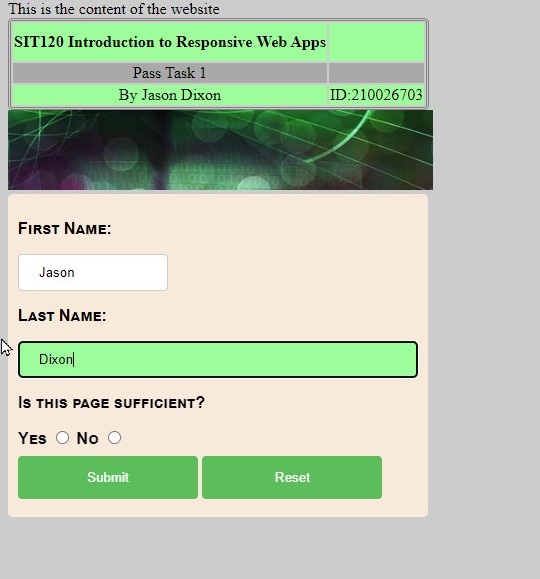 This is the content of the website
SIT120 Introduction to Responsive Web Apps
Pass Task 1
By Jason Dixon ID:210026703
First Name:
Jason
Last Name:
Dixon
Is this page sufficient?
Yes No
Submit Reset